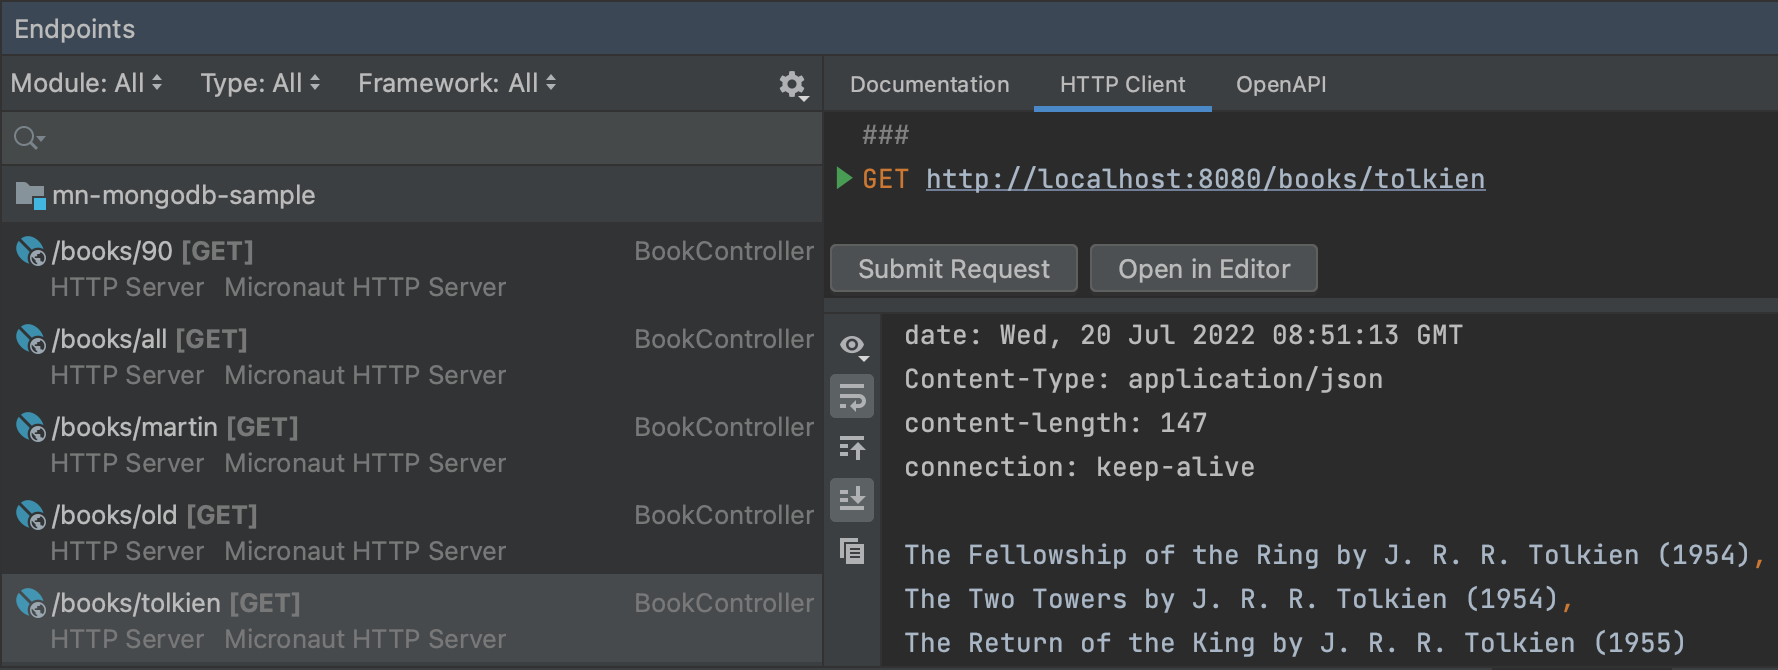 Endpoints
Module: All Type: All Framework: All
mn-mongodb-sample
/books/90 [GET] BookController
HTTP Server Micronaut HTTP Server
/books/all [GET] BookController
HTTP Server Micronaut HTTP Server
/books/martin [GET] BookController
HTTP Server Micronaut HTTP Server
/books/old [GET] BookController
HTTP Server Micronaut HTTP Server
/books/tolkien [GET] BookController
HTTP Server Micronaut HTTP Server
Documentation HTTP Client OpenAPI
###
GET http://localhost:8080/books/tolkien
Submit Request Open in Editor
date: Wed, 20 Jul 2022 08:51:13 GMT
Content-Type: application/json
content-length: 147
connection: keep-alive
The Fellowship of the Ring by J. R. R. Tolkien (1954),
The Two Towers by J. R. R. Tolkien (1954),
The Return of the King by J. R. R. Tolkien (1955)